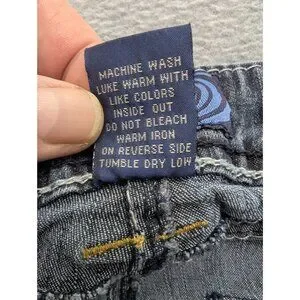 MACHINE WASH
LUKE WARM WITH
LIKE COLORS
INSIDE OUT
DO NOT BLEACH
WARM IRON
ON REVERSE SIDE
TUMBLE DRY LOW